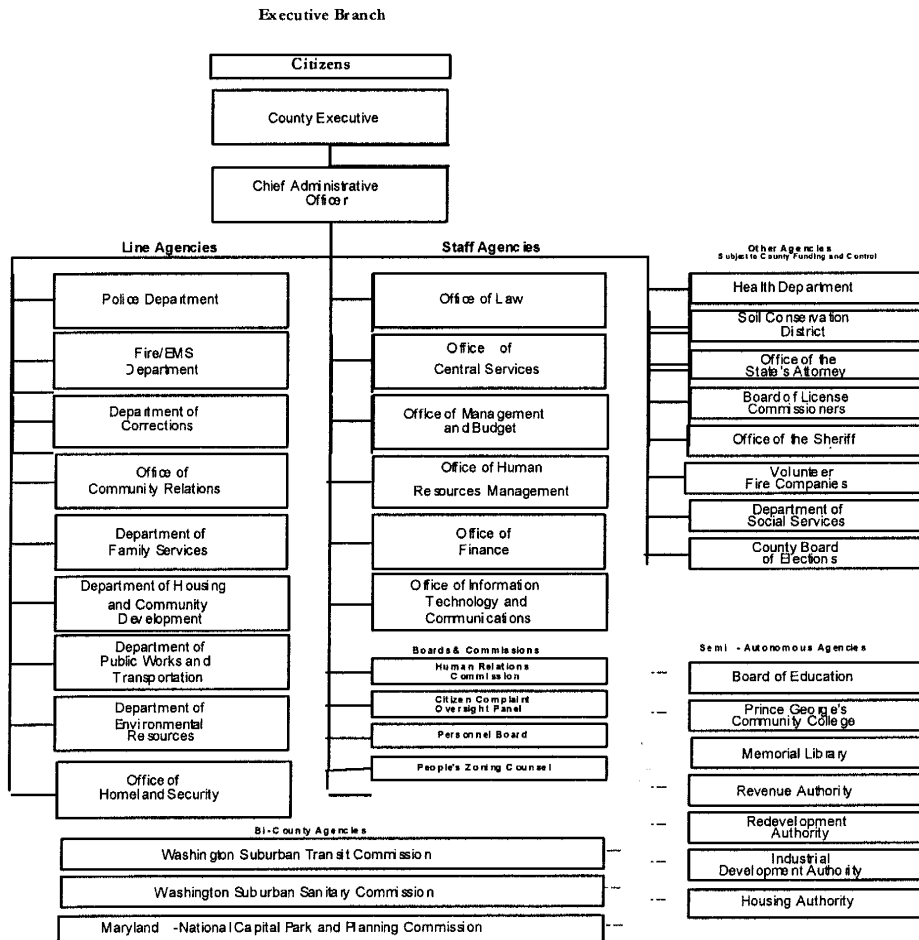 Executive Branch
Citizens
County Executive
Chief Administrative
Officer
Line Agencies
Police Department
Fire/EMS
Department
Department of
Corrections
Office of
Community Relations
Department of
Family Services
Department of Housing
and Community
Development
Department of
Public Works and
Transportation
Department of
Environmental
Resources
Office of
Homeland Security
Staff Agencies
Office of Law
Office of
Central Services
Office of Management
and Budget
Office of Human
Resources Management
Office of
Finance
Office of Information
Technology and
Communications
Boards & Commissions
Human Relations
Commission
Citizen Complaint
Oversight Panel
Personnel Board
People's Zoning Counsel
Other Agencies
Subject to County Funding and Control
Health Department
Soil Conservation
District
Office of the
State's Attorney
Board of License
Commissioners
Office of the Sheriff
Volunteer
Fire Companies
Department of
Social Services
County Board
of Elections
Semi - Autonomous Agencies
Board of Education
Prince George's
Community College
Memorial Library
Revenue Authority
Redevelopment
Authority
Industrial
Development Authority
Housing Authority
Bi-County Agencies
Washington Suburban Transit Commission
Washington Suburban Sanitary Commission
Maryland -National Capital Park and Planning Commission